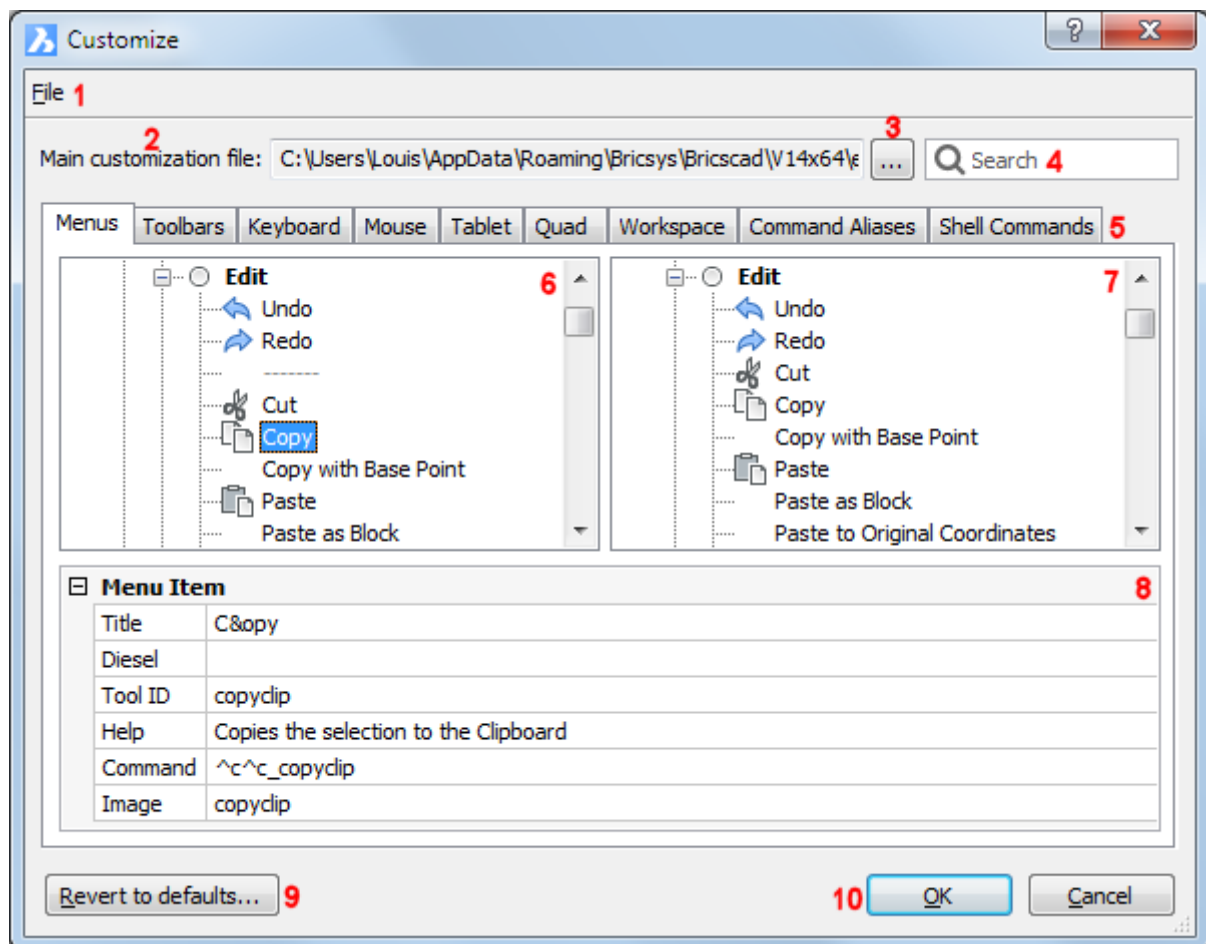 Customize
File 1
2 3
Main customization file: C:\Users\Louis\AppData\Roaming\Bricsys\Bricscad\V14x64\e ... Search 4
Menus Toolbars Keyboard Mouse Tablet Quad Workspace Command Aliases Shell Commands 5
Edit 6
Undo
Redo
-------
Cut
Copy
Copy with Base Point
Paste
Paste as Block
Edit 7
Undo
Redo
Cut
Copy
Copy with Base Point
Paste
Paste as Block
Paste to Original Coordinates
Menu Item 8
Title C&opy
Diesel
Tool ID copyclip
Help Copies the selection to the Clipboard
Command ^c^c_copyclip
Image copyclip
Revert to defaults... 9 10 OK Cancel